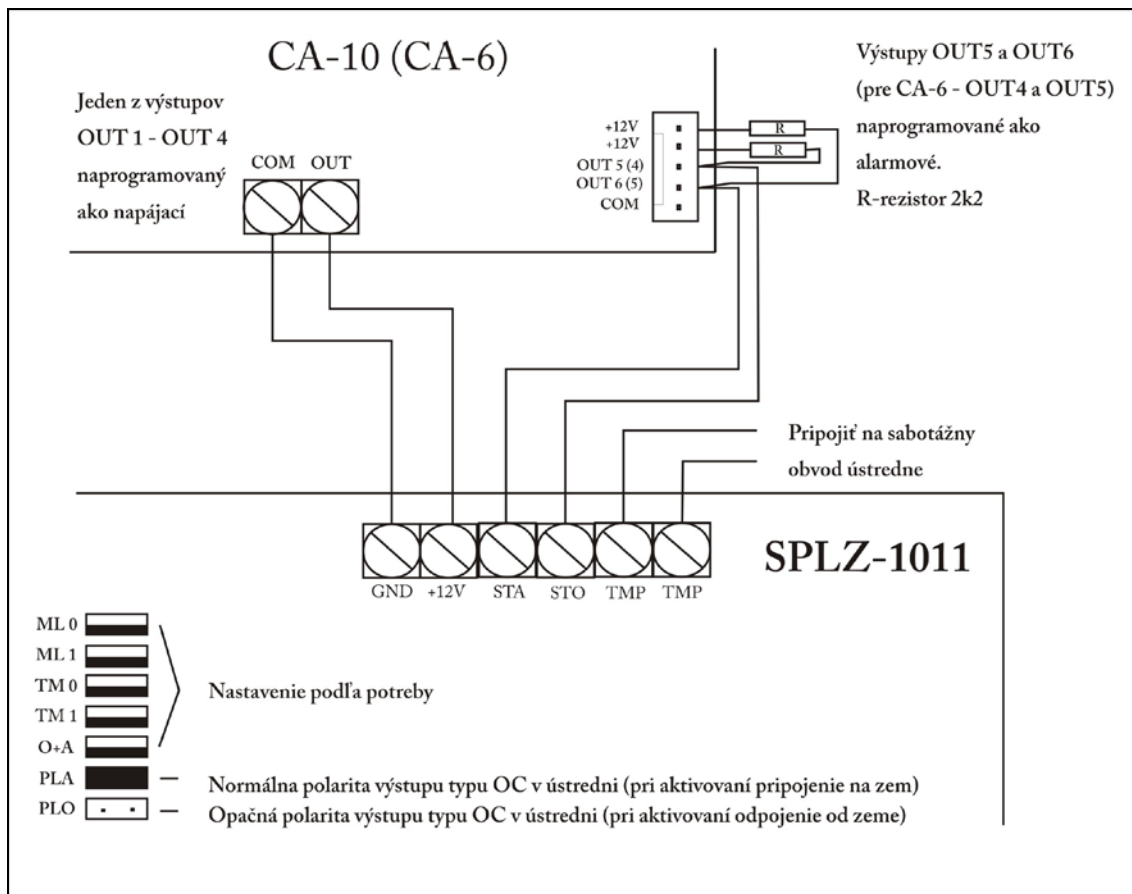 CA-10 (CA-6)
Jeden z výstupov
OUT 1 - OUT 4
naprogramovaný
ako napájací
COM OUT
+12V
+12V
OUT 5 (4)
OUT 6 (5)
COM
R
R
Výstupy OUT5 a OUT6
(pre CA-6 - OUT4 a OUT5)
naprogramované ako
alarmové.
R-rezistor 2k2
Pripojiť na sabotážny
obvod ústredne
SPLZ-1011
GND +12V STA STO TMP TMP
ML 0
ML 1
TM 0
TM 1
O+A
PLA
PLO
Nastavenie podľa potreby
Normálna polarita výstupu typu OC v ústredni (pri aktivovaní pripojenie na zem)
Opačná polarita výstupu typu OC v ústredni (pri aktivovaní odpojenie od zeme)